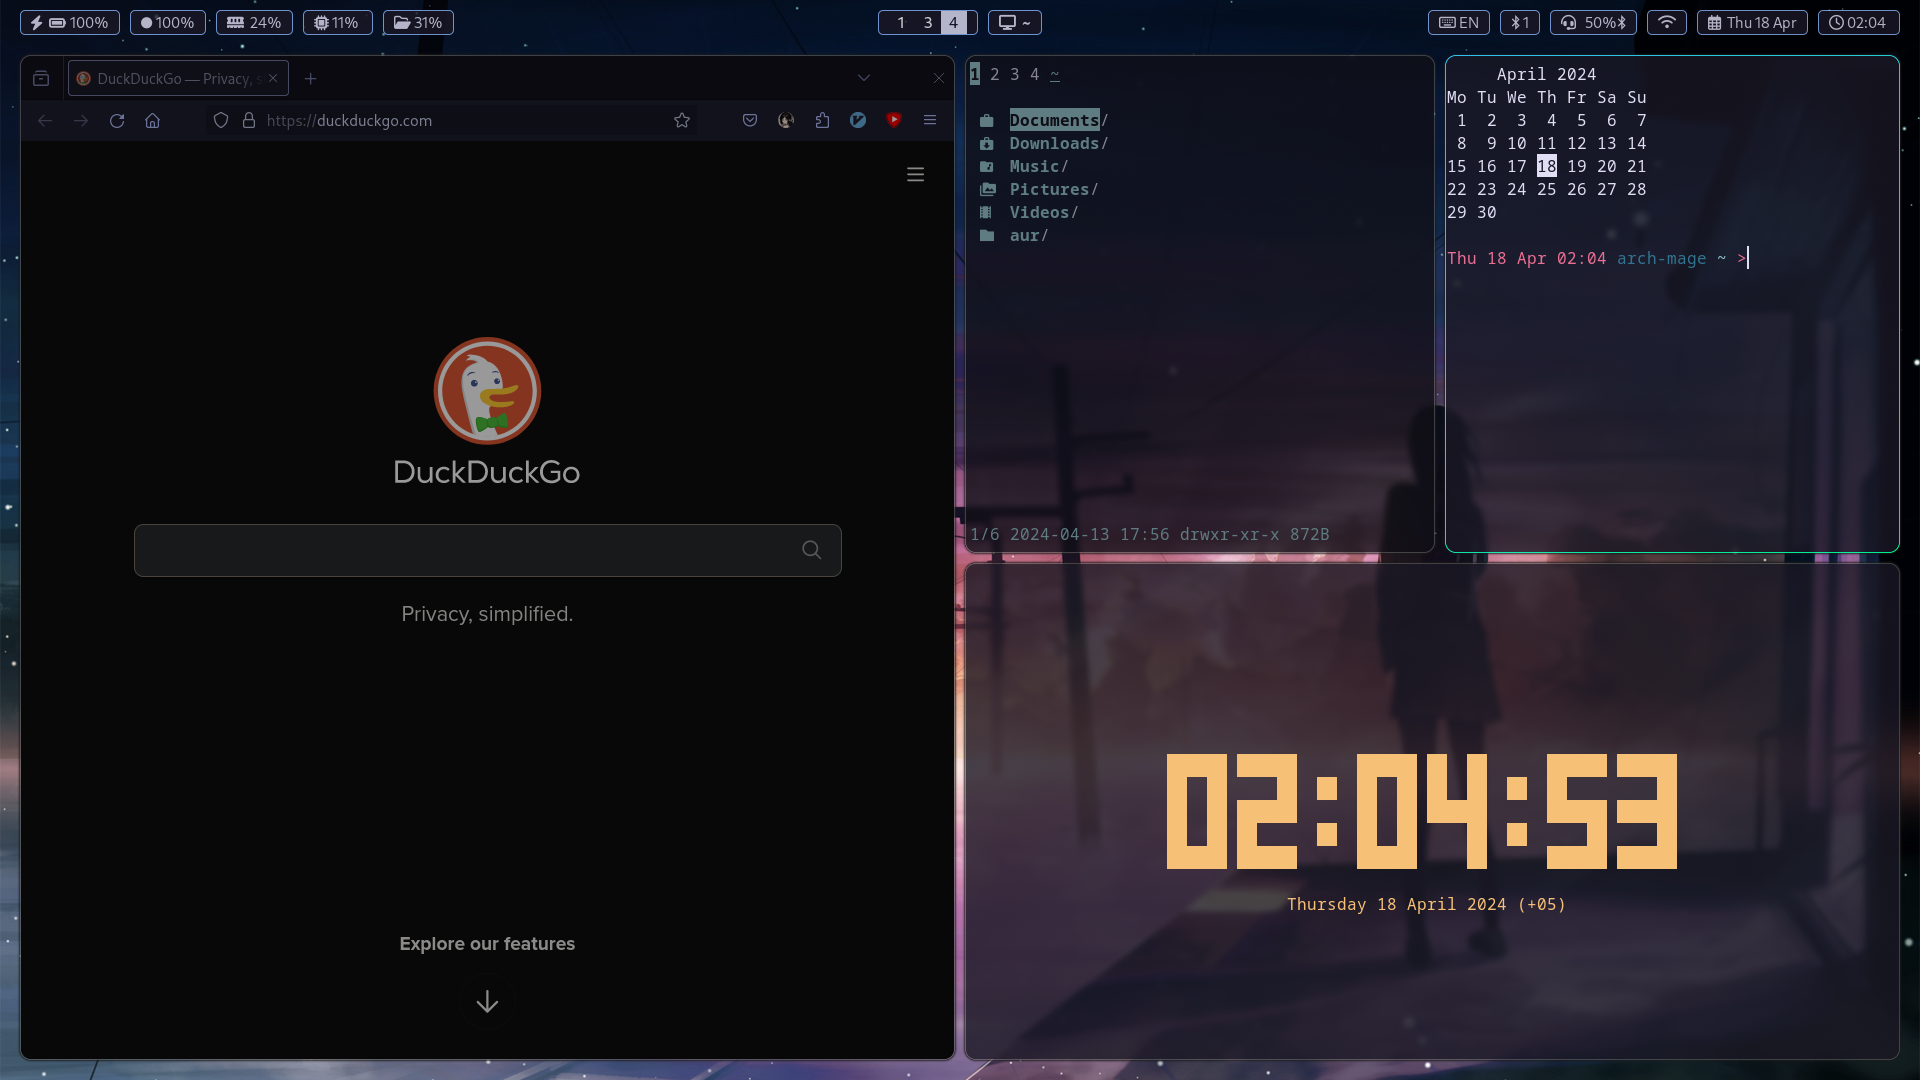 100% 100% 24% 11% 31% 1 3 4 ~ EN 1 50% Thu 18 Apr 02:04
DuckDuckGo — Privacy, s
https://duckduckgo.com
DuckDuckGo
Privacy, simplified.
Explore our features
1 2 3 4 ~
Documents/
Downloads/
Music/
Pictures/
Videos/
aur/
1/6 2024-04-13 17:56 drwxr-xr-x 872B
April 2024
Mo Tu We Th Fr Sa Su
1 2 3 4 5 6 7
8 9 10 11 12 13 14
15 16 17 18 19 20 21
22 23 24 25 26 27 28
29 30
Thu 18 Apr 02:04 arch-mage ~ >
02:04:53
Thursday 18 April 2024 (+05)